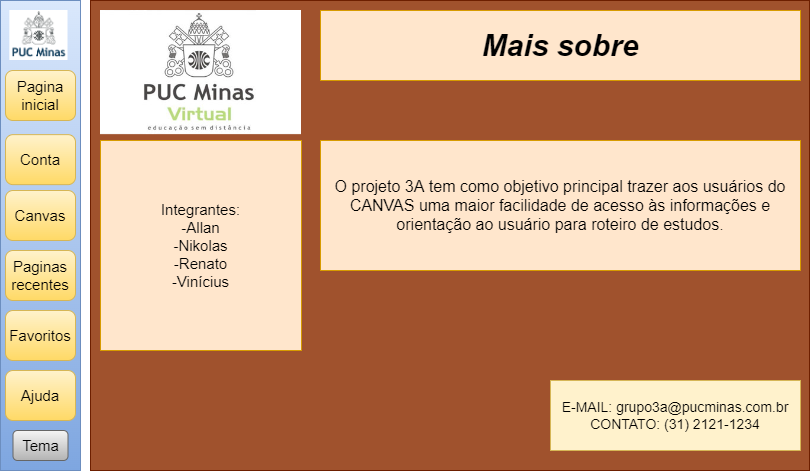 PUC Minas
Pagina
inicial
Conta
Canvas
Paginas
recentes
Favoritos
Ajuda
Tema
PUC Minas
Virtual
educação sem distância
Mais sobre
Integrantes:
-Allan
-Nikolas
-Renato
-Vinícius
O projeto 3A tem como objetivo principal trazer aos usuários do
CANVAS uma maior facilidade de acesso às informações e
orientação ao usuário para roteiro de estudos.
E-MAIL: grupo3a@pucminas.com.br
CONTATO: (31) 2121-1234